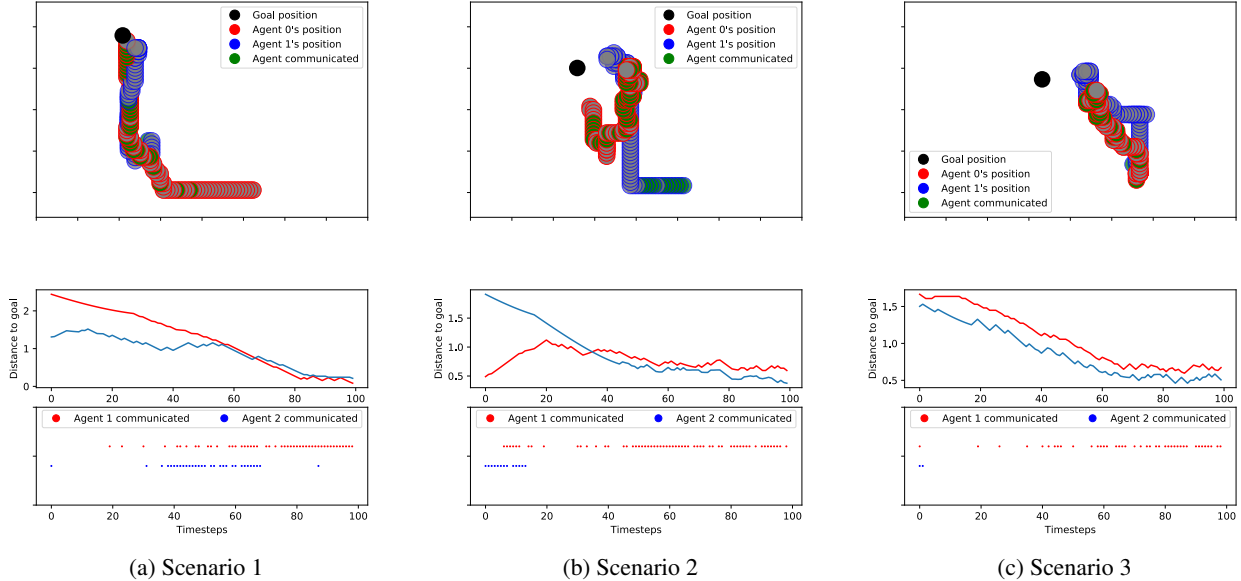 Goal position
Agent 0's position
Agent 1's position
Agent communicated
Goal position
Agent 0's position
Agent 1's position
Agent communicated
Goal position
Agent 0's position
Agent 1's position
Agent communicated
Distance to goal
2
1
0
0 20 40 60 80 100
Distance to goal
1.5
1.0
0.5
0 20 40 60 80 100
Distance to goal
1.5
1.0
0.5
0 20 40 60 80 100
Agent 1 communicated Agent 2 communicated
0 20 40 60 80 100
Timesteps
Agent 1 communicated Agent 2 communicated
0 20 40 60 80 100
Timesteps
Agent 1 communicated Agent 2 communicated
0 20 40 60 80 100
Timesteps
(a) Scenario 1
(b) Scenario 2
(c) Scenario 3